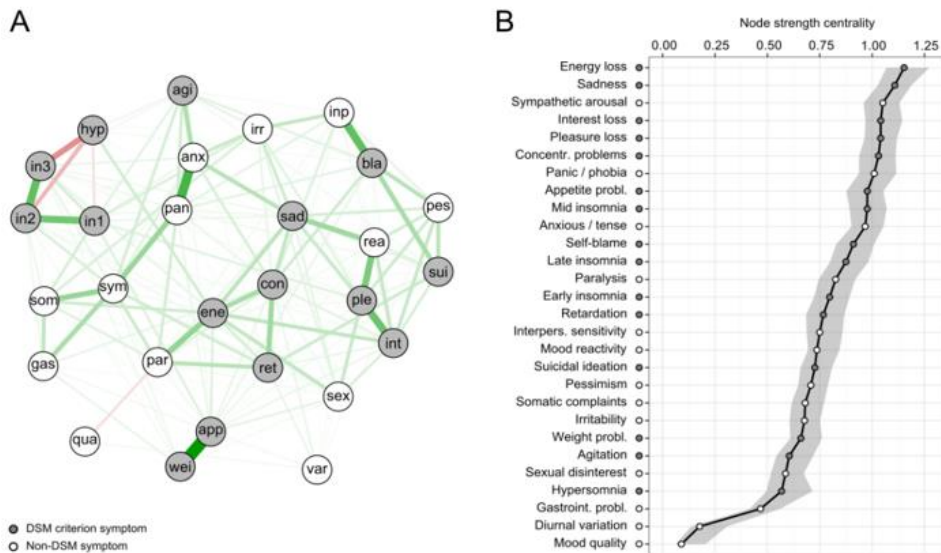 A
agi
inp
hyp
irr
anx
bla
in3
pan
pes
in2
in1
sad
rea
sui
sym
con
som
ene
ple
int
gas
par
ret
sex
app
qua
wei
var
DSM criterion symptom
Non-DSM symptom
B
Node strength centrality
0.00 0.25 0.50 0.75 1.00 1.25
Energy loss
Sadness
Sympathetic arousal
Interest loss
Pleasure loss
Concentr. problems
Panic / phobia
Appetite probl.
Mid insomnia
Anxious / tense
Self-blame
Late insomnia
Paralysis
Early insomnia
Retardation
Interpers. sensitivity
Mood reactivity
Suicidal ideation
Pessimism
Somatic complaints
Irritability
Weight probl.
Agitation
Sexual disinterest
Hypersomnia
Gastroint. probl.
Diurnal variation
Mood quality